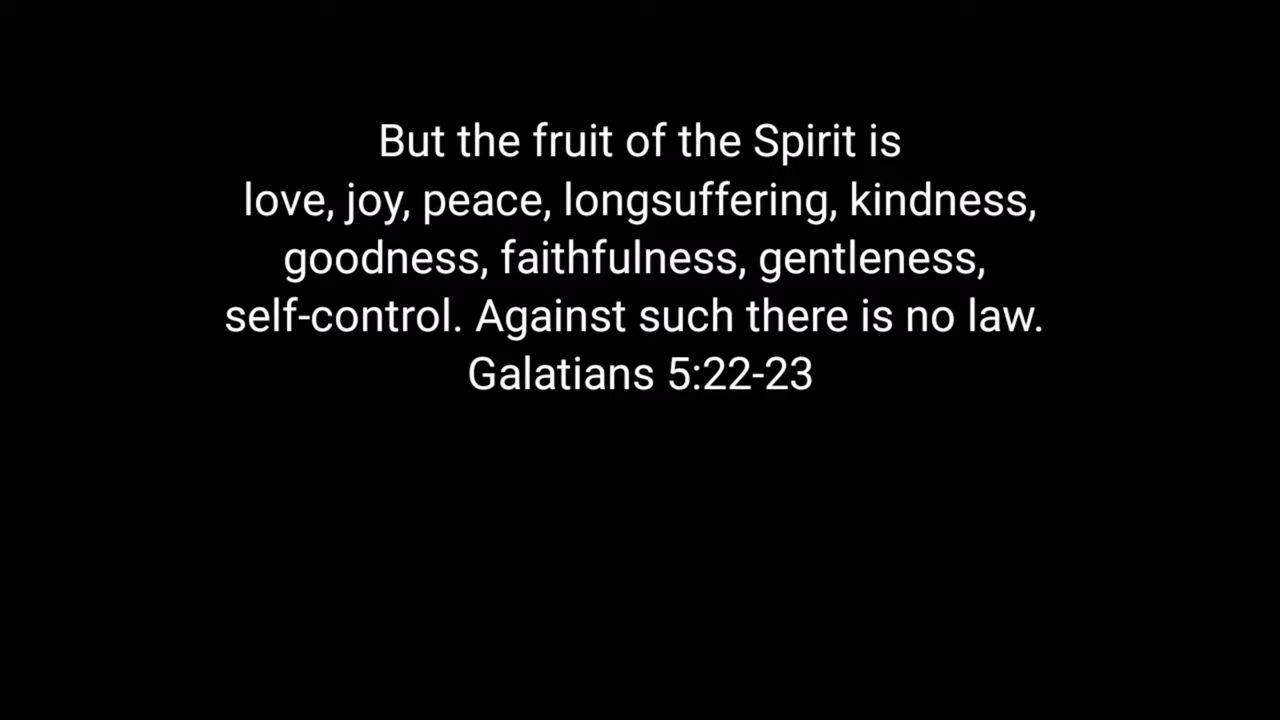 But the fruit of the Spirit is
love, joy, peace, longsuffering, kindness,
goodness, faithfulness, gentleness,
self-control. Against such there is no law.
Galatians 5:22-23